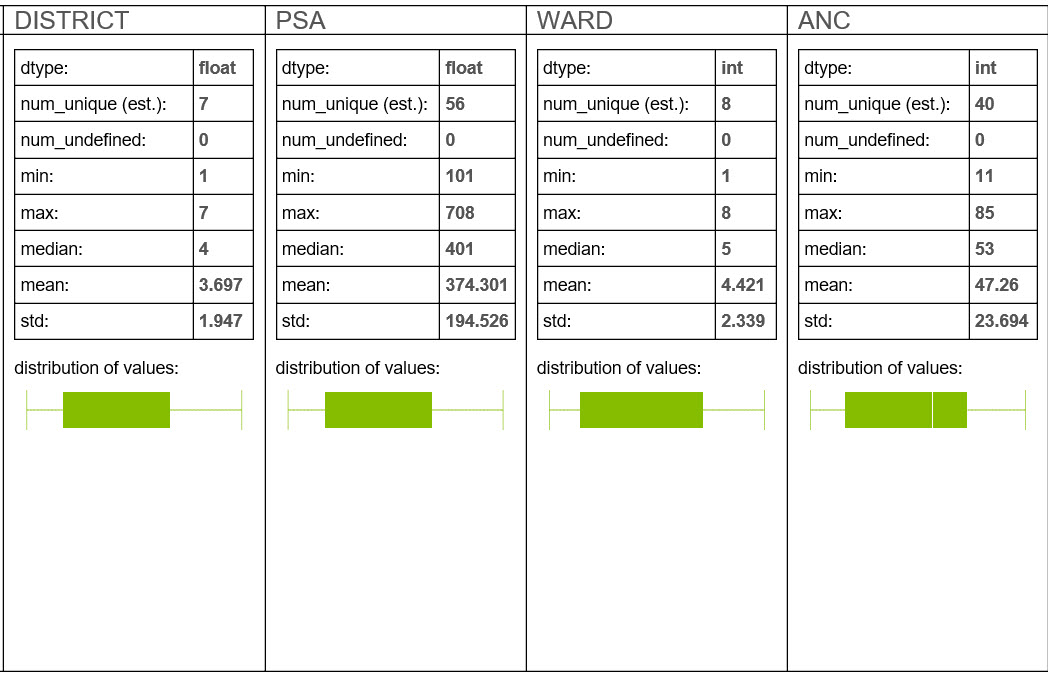 DISTRICT
dtype: float
num_unique (est.): 7
num_undefined: 0
min: 1
max: 7
median: 4
mean: 3.697
std: 1.947
distribution of values:
PSA
dtype: float
num_unique (est.): 56
num_undefined: 0
min: 101
max: 708
median: 401
mean: 374.301
std: 194.526
distribution of values:
WARD
dtype: int
num_unique (est.): 8
num_undefined: 0
min: 1
max: 8
median: 5
mean: 4.421
std: 2.339
distribution of values:
ANC
dtype: int
num_unique (est.): 40
num_undefined: 0
min: 11
max: 85
median: 53
mean: 47.26
std: 23.694
distribution of values: